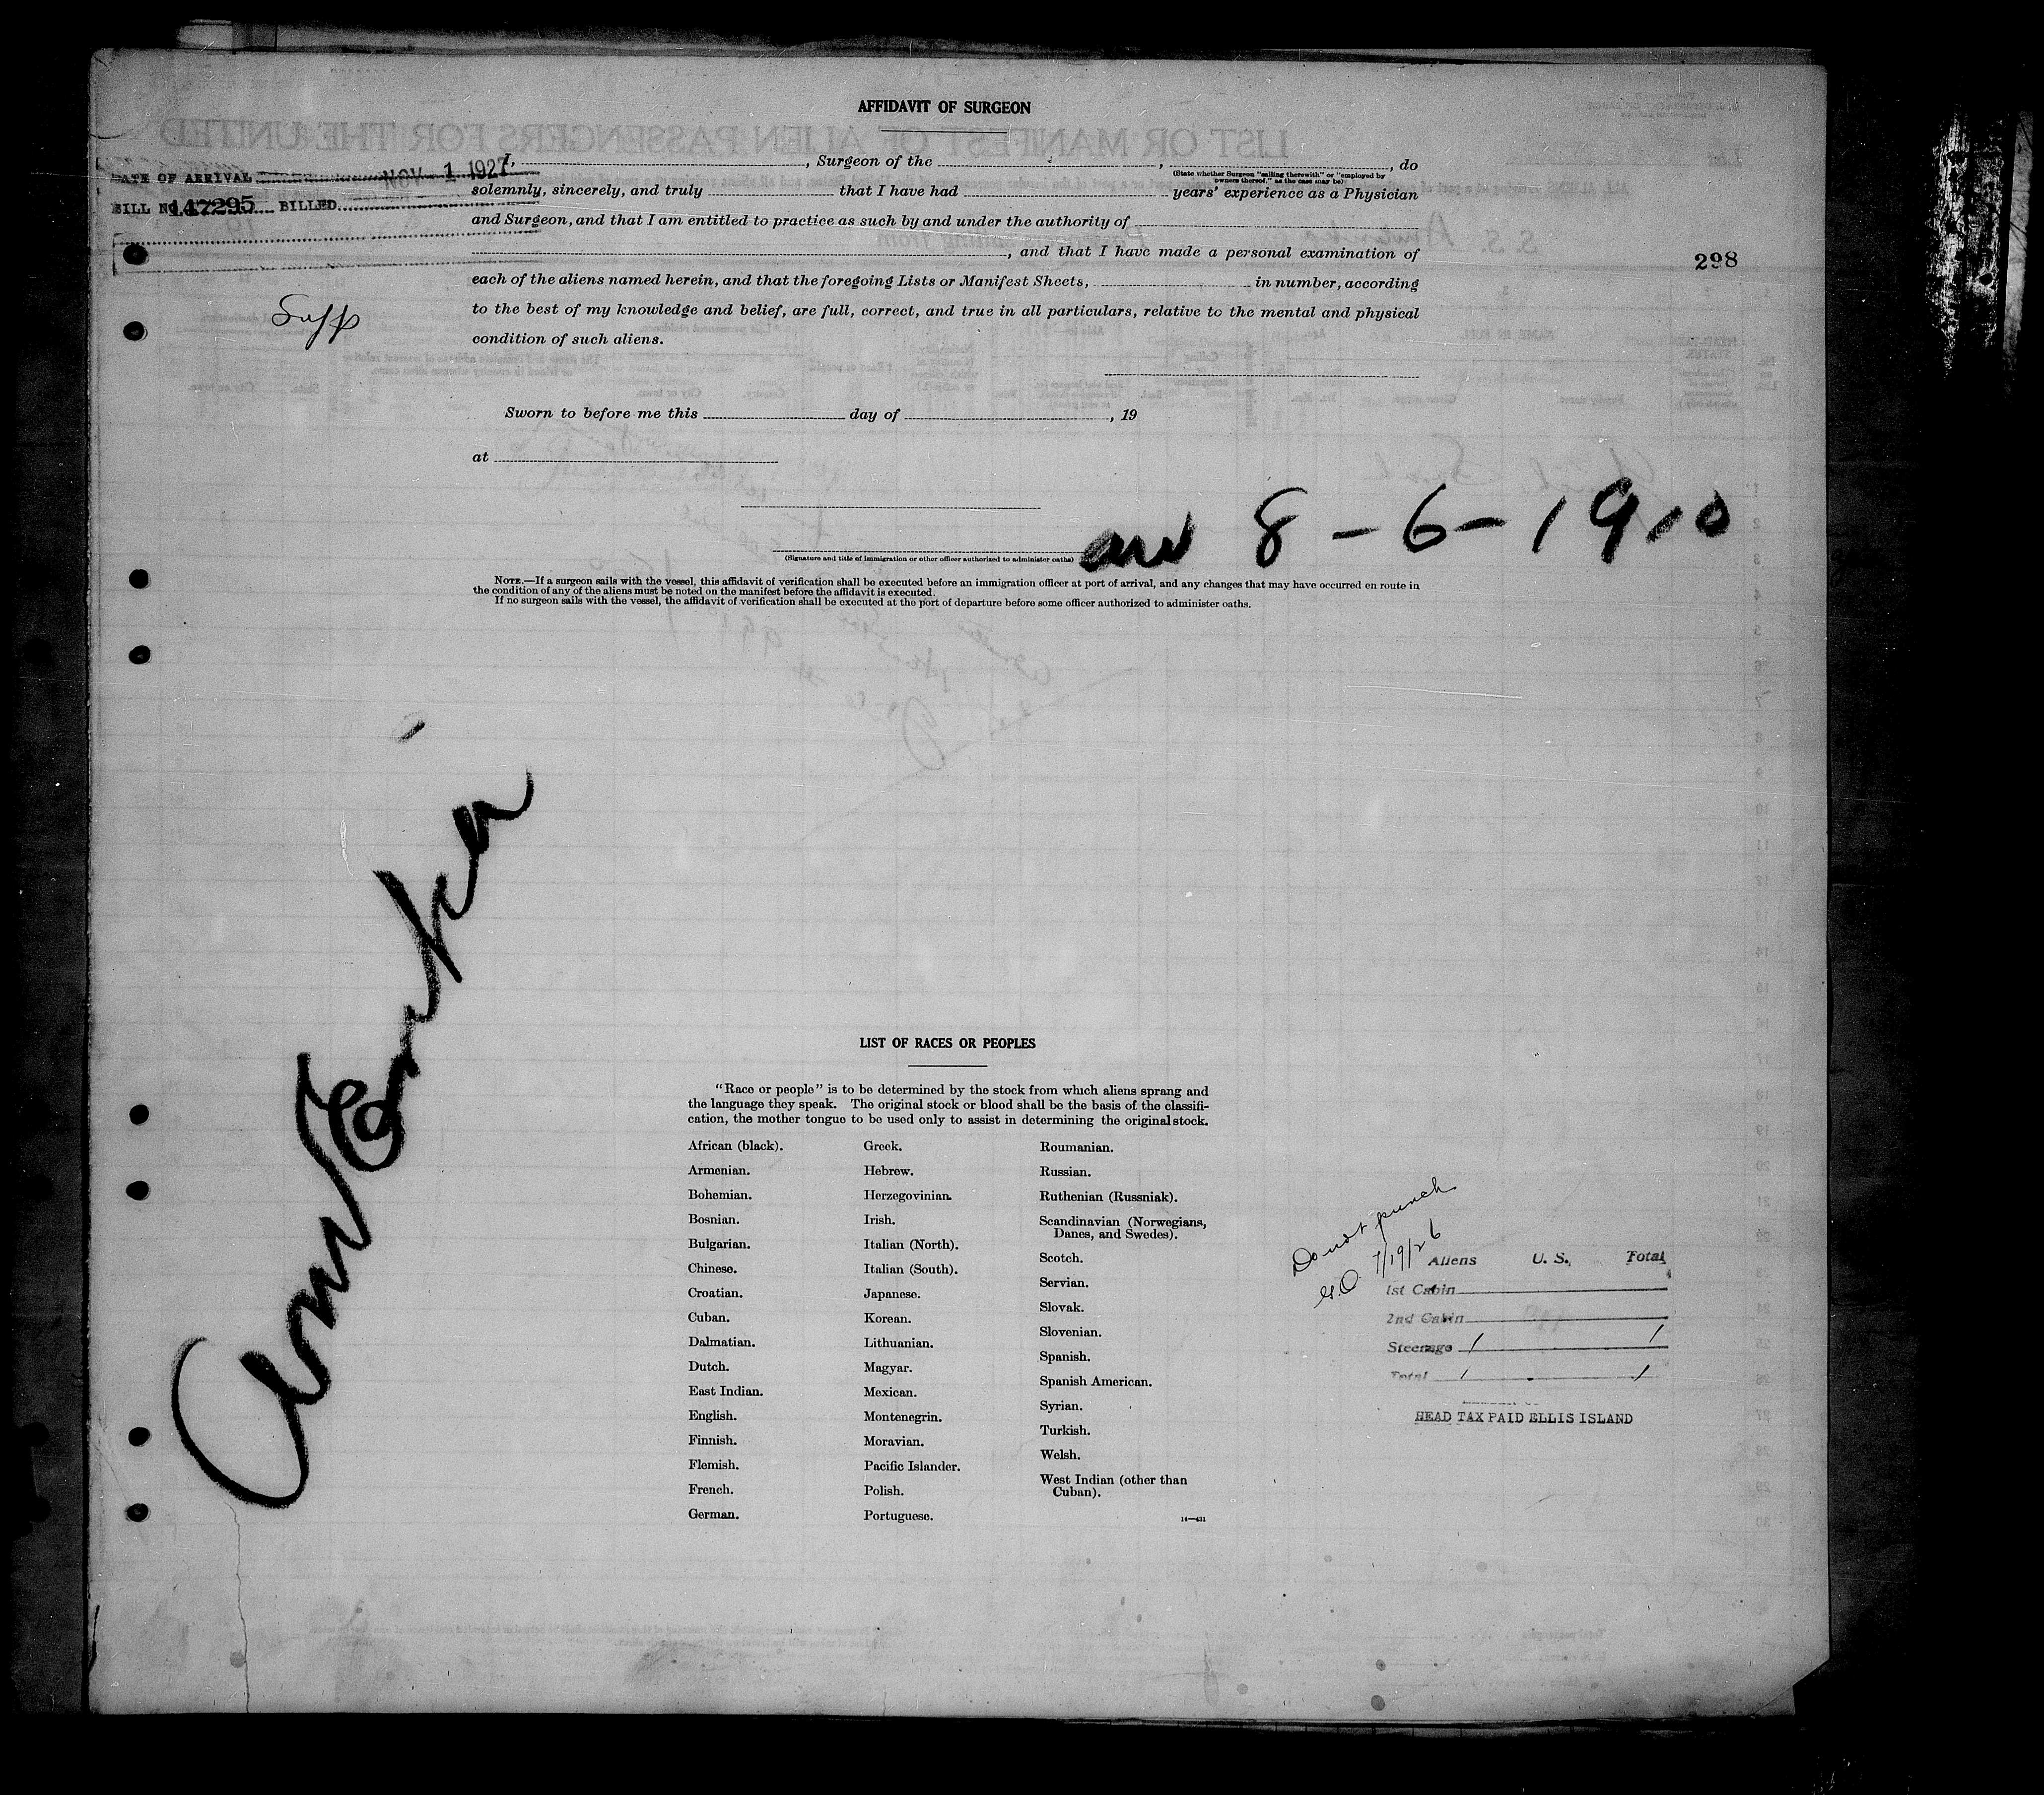 AFFIDAVIT OF SURGEON
DATE OF ARRIVAL NOV 1 1927
BILL NO. 147295 BILLED
298
Supp
I, , Surgeon of the , , do
(State whether Surgeon "sailing therewith" or "employed by
owners thereof," as the case may be)
solemnly, sincerely, and truly that I have had years' experience as a Physician
and Surgeon, and that I am entitled to practice as such by and under the authority of
, and that I have made a personal examination of
each of the aliens named herein, and that the foregoing Lists or Manifest Sheets, in number, according
to the best of my knowledge and belief, are full, correct, and true in all particulars, relative to the mental and physical
condition of such aliens.
Sworn to before me this day of , 19
at
arr 8-6-1910
(Signature and title of immigration or other officer authorized to administer oaths)
NOTE.—If a surgeon sails with the vessel, this affidavit of verification shall be executed before an immigration officer at port of arrival, and any changes that may have occurred en route in
the condition of any of the aliens must be noted on the manifest before the affidavit is executed.
If no surgeon sails with the vessel, the affidavit of verification shall be executed at the port of departure before some officer authorized to administer oaths.
LIST OF RACES OR PEOPLES
"Race or people" is to be determined by the stock from which aliens sprang and
the language they speak. The original stock or blood shall be the basis of the classifi-
cation, the mother tongue to be used only to assist in determining the original stock.
African (black).
Armenian.
Bohemian.
Bosnian.
Bulgarian.
Chinese.
Croatian.
Cuban.
Dalmatian.
Dutch.
East Indian.
English.
Finnish.
Flemish.
French.
German.
Greek.
Hebrew.
Herzegovinian.
Irish.
Italian (North).
Italian (South).
Japanese.
Korean.
Lithuanian.
Magyar.
Mexican.
Montenegrin.
Moravian.
Pacific Islander.
Polish.
Portuguese.
Roumanian.
Russian.
Ruthenian (Russniak).
Scandinavian (Norwegians,
Danes, and Swedes).
Scotch.
Servian.
Slovak.
Slovenian.
Spanish.
Spanish American.
Syrian.
Turkish.
Welsh.
West Indian (other than
Cuban).
14—431
Do not punch
G.O 7/19/26
Aliens U. S. Total
1st Cabin
2nd Cabin
Steerage 1 1
Total 1 1
HEAD TAX PAID ELLIS ISLAND